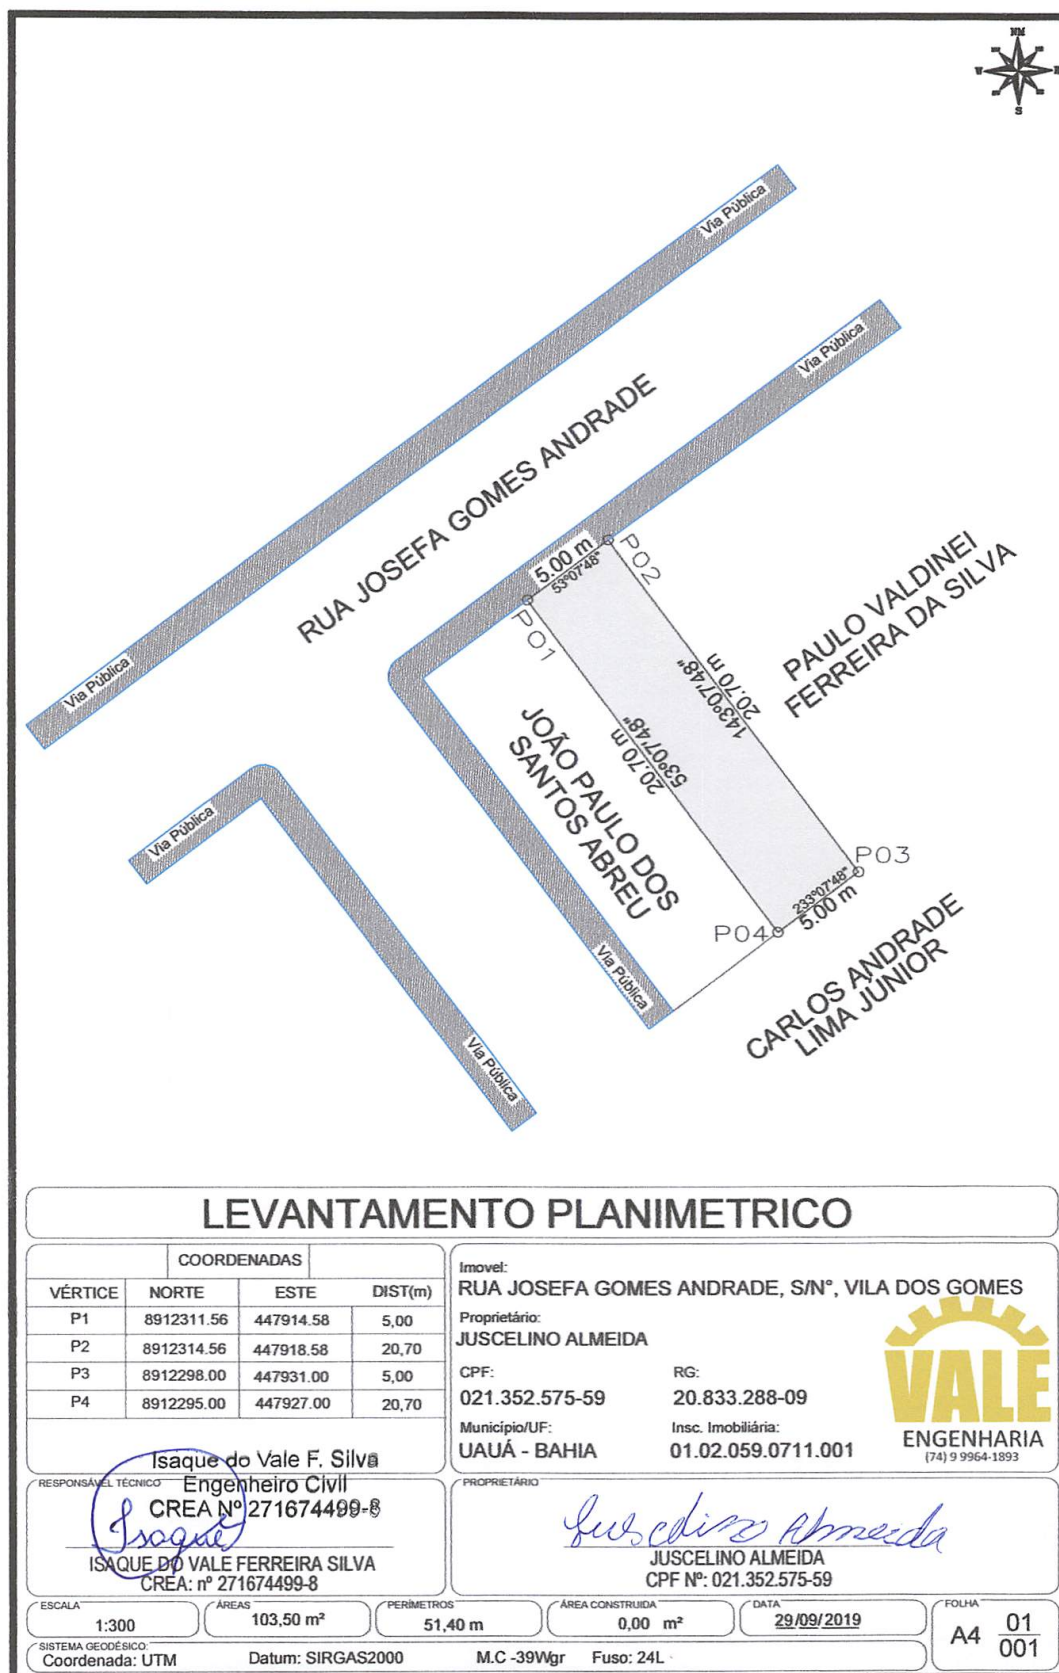 NM
S
Via Pública
Via Pública
RUA JOSEFA GOMES ANDRADE
5.00 m
53°07'48"
P02
P01
PAULO VALDINEI
FERREIRA DA SILVA
Via Pública
20.70 m
143°07'48"
53°07'48"
20.70 m
JOÃO PAULO DOS
SANTOS ABREU
Via Pública
P03
233°07'48"
5.00 m
P04
CARLOS ANDRADE
LIMA JÚNIOR
Via Pública
Via Pública
LEVANTAMENTO PLANIMETRICO
COORDENADAS
VÉRTICE NORTE ESTE DIST(m)
P1 8912311.56 447914.58 5,00
P2 8912314.56 447918.58 20,70
P3 8912298.00 447931.00 5,00
P4 8912295.00 447927.00 20,70
Imovel:
RUA JOSEFA GOMES ANDRADE, S/N°, VILA DOS GOMES
Proprietário:
JUSCELINO ALMEIDA
CPF: RG:
021.352.575-59 20.833.288-09
Município/UF: Insc. Imobiliária:
UAUÁ - BAHIA 01.02.059.0711.001
VALE
ENGENHARIA
(74) 9 9964-1893
Isaque do Vale F. Silva
Engenheiro Civil
CREA Nº 271674499-8
RESPONSÁVEL TÉCNICO
Isaque
ISAQUE DO VALE FERREIRA SILVA
CREA: nº 271674499-8
PROPRIETÁRIO
Juscelino Almeida
JUSCELINO ALMEIDA
CPF Nº: 021.352.575-59
ESCALA
1:300
ÁREAS
103,50 m²
PERÍMETROS
51,40 m
ÁREA CONSTRUIDA
0,00 m²
DATA
29/09/2019
FOLHA
A4 01
001
SISTEMA GEODÉSICO:
Coordenada: UTM Datum: SIRGAS2000 M.C -39Wgr Fuso: 24L